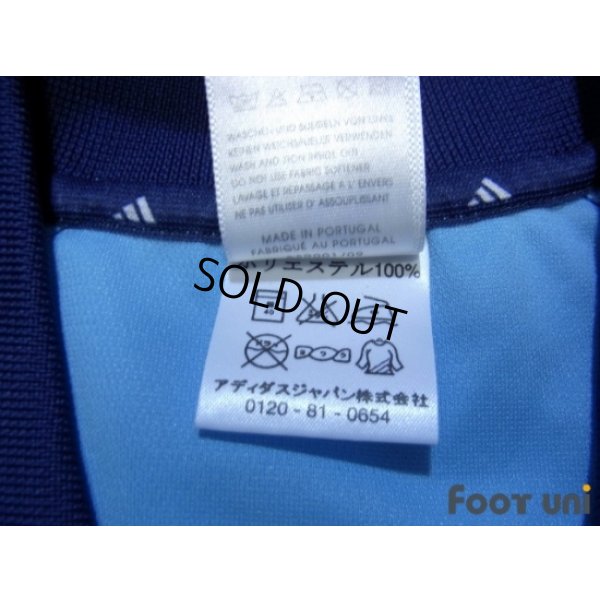 WASCHEN UND BÜGELN VON LINKS
KEINEN WEICHSPÜLER VERWENDEN
WASH AND IRON INSIDE OUT
DO NOT USE FABRIC SOFTENER
LAVAGE ET REPASSAGE A L' ENVERS
NE PAS UTILISER D' ASSOUPLISSANT
MADE IN PORTUGAL
FABRIQUÉ AU PORTUGAL
ポリエステル100%
SOLD OUT
アディダスジャパン株式会社
0120 - 81 - 0654
FOOT uni